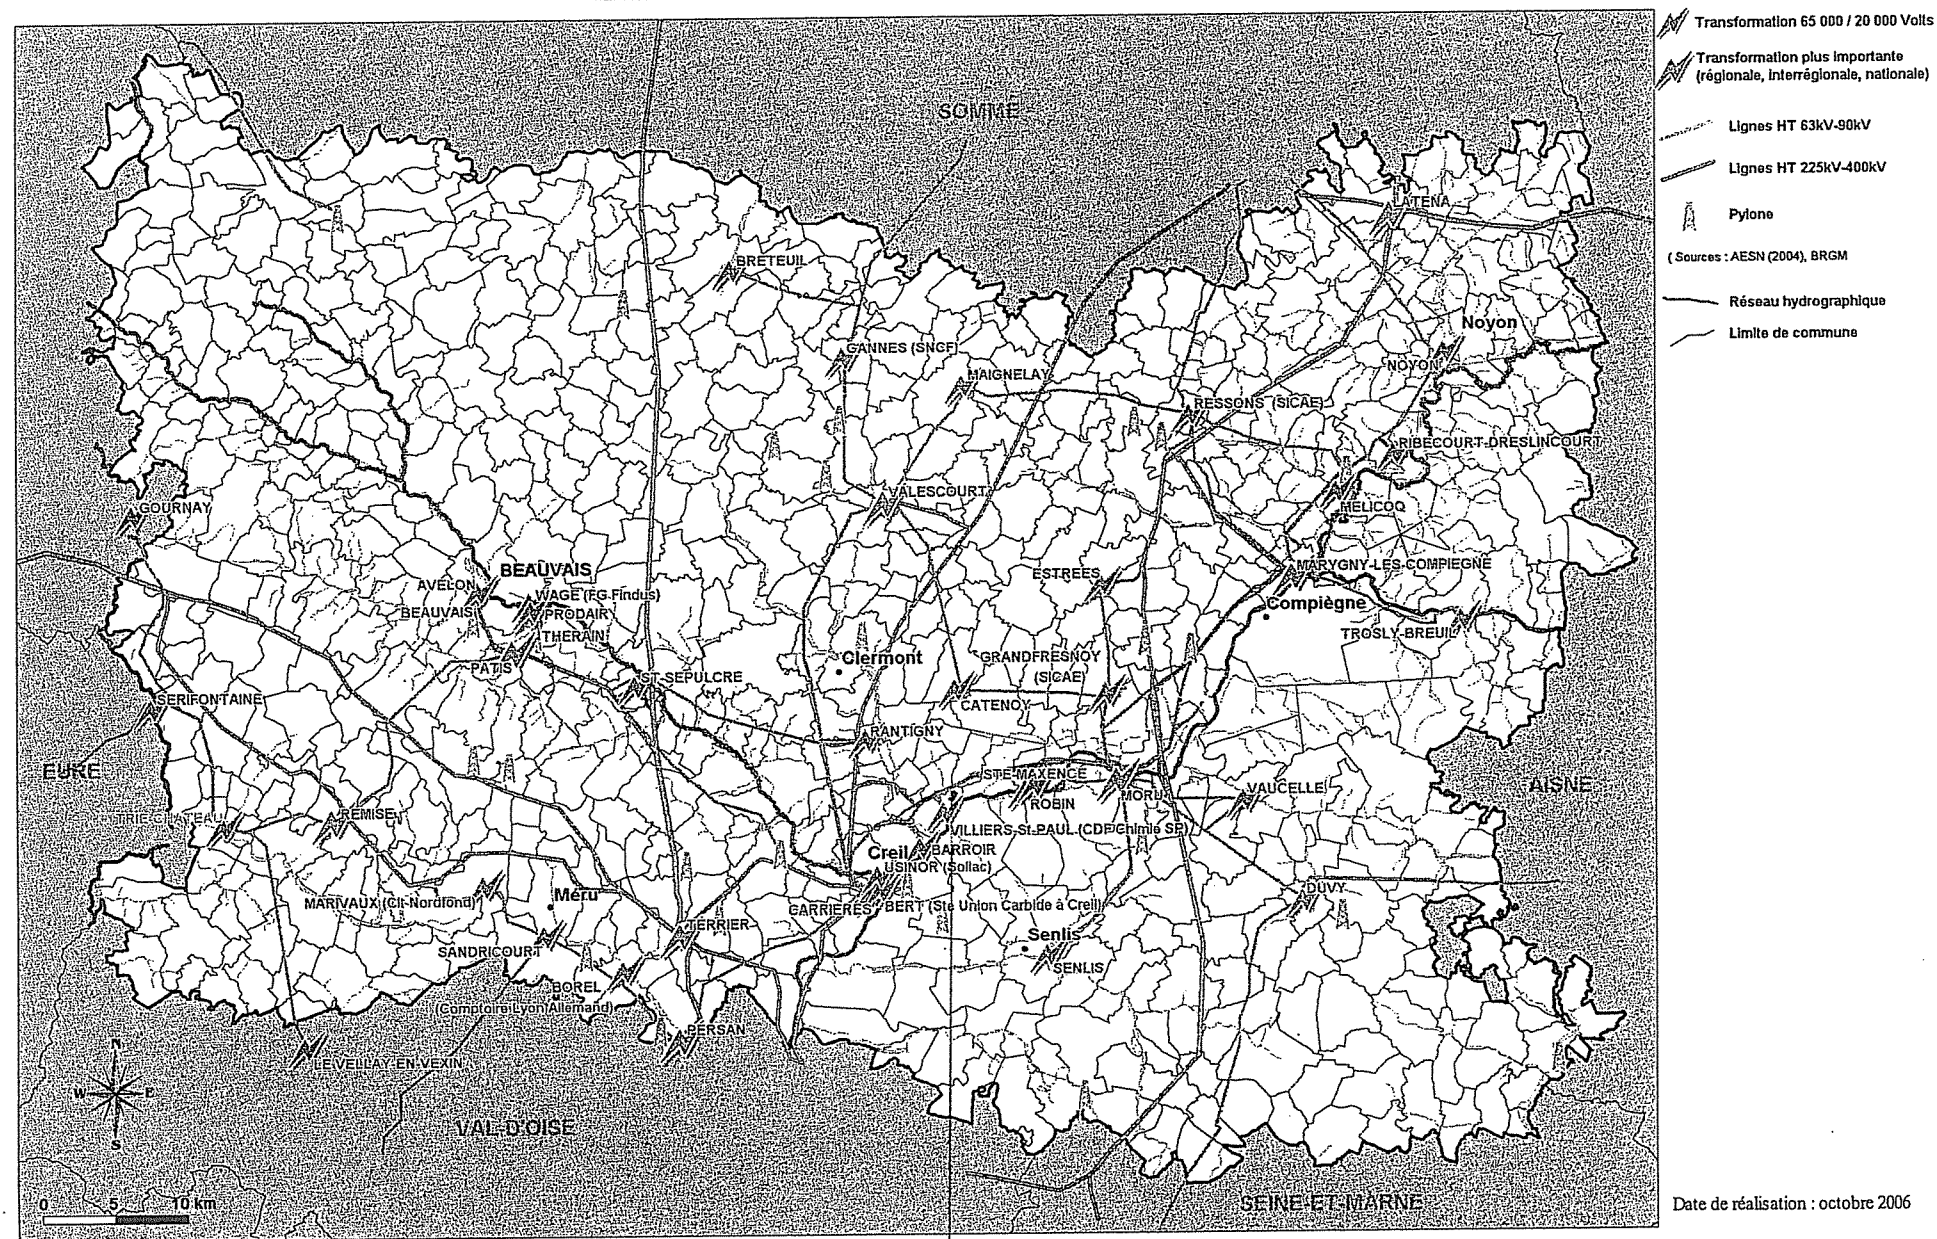 Transformation 65 000 / 20 000 Volts
Transformation plus importante
(régionale, interrégionale, nationale)
Lignes HT 63kV-90kV
Lignes HT 225kV-400kV
Pylone
( Sources : AESN (2004), BRGM
Réseau hydrographique
Limite de commune
SOMME
LATENA
BRETEUIL
Noyon
GANNES (SNCF)
NOYON
MAIGNELAY
RESSONS (SICAE)
RIBECOURT-DRESLINCOURT
VALESCOURT
GOURNAY
MELICOQ
MARYGNY-LES-COMPIEGNE
BEAUVAIS
ESTREES
AVELON
WAGE (FG Findus)
Compiègne
BEAUVAIS
PRODAIR
THERAIN
TROSLY-BREUIL
PATIS
Clermont
GRANDFRESNOY
(SICAE)
ST-SEPULCRE
SERIFONTAINE
CATENOY
RANTIGNY
EURE
STE-MAXENCE
AISNE
VAUCELLE
MORU
ROBIN
TRIE-CHATEAU
REMISE
VILLIERS-St-PAUL (CDF Chimie SP)
BARROIR
Creil
USINOR (Sollac)
DUVY
Méru
MARIVAUX (Cit-Nordfond)
CARRIERES
BERT (Ste Union Carbide à Creil)
TERRIER
Senlis
SANDRICOURT
SENLIS
BOREL
(Comptoire Lyon Allemand)
PERSAN
LE VELLAY-EN-VEXIN
N
W
E
S
VAL-D'OISE
0 5 10 km
SEINE-ET-MARNE
Date de réalisation : octobre 2006